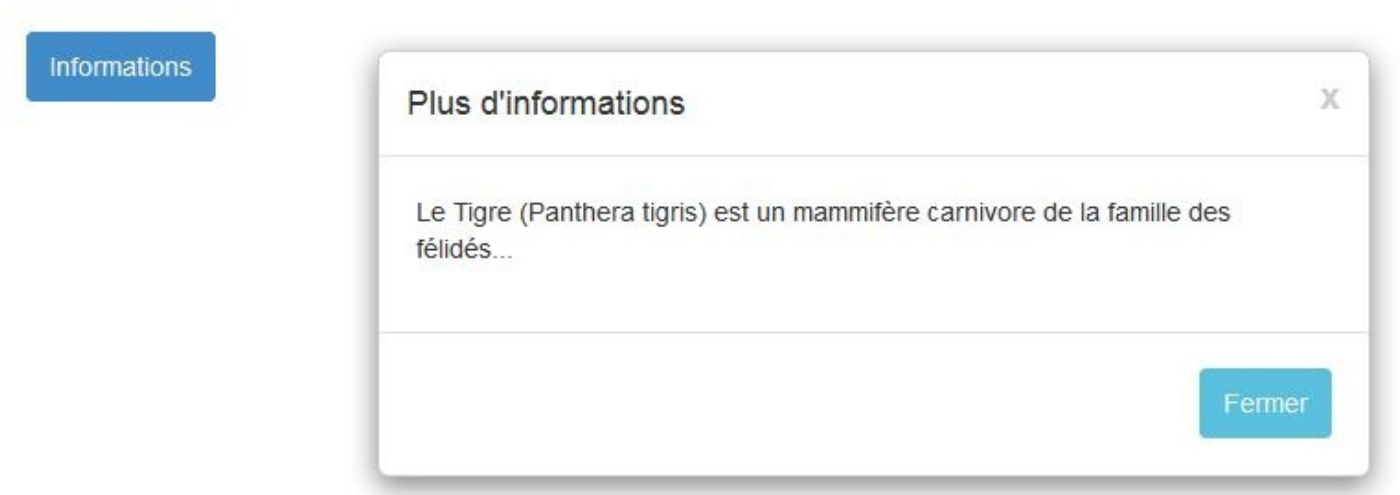 Informations
Plus d'informations
x
Le Tigre (Panthera tigris) est un mammifère carnivore de la famille des
félidés...
Fermer